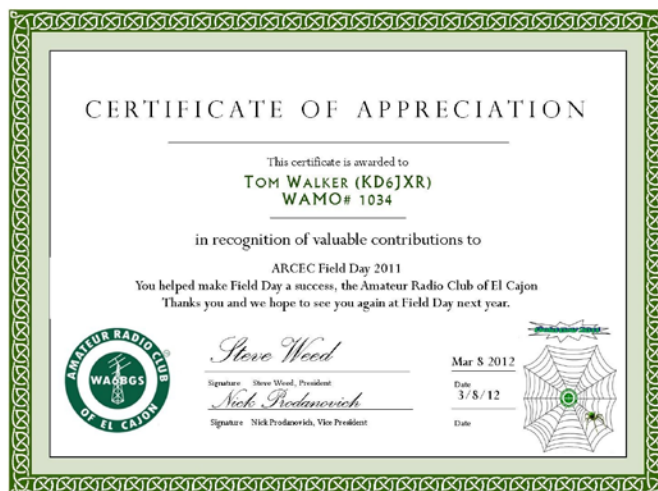 CERTIFICATE OF APPRECIATION
This certificate is awarded to
TOM WALKER (KD6JXR)
WAMO# 1034
in recognition of valuable contributions to
ARCEC Field Day 2011
You helped make Field Day a success, the Amateur Radio Club of El Cajon
Thanks you and we hope to see you again at Field Day next year.
AMATEUR RADIO CLUB
WA6BGS
OF EL CAJON
®
Steve Weed
Mar 8 2012
Signature Steve Weed, President
Date
Nick Prodanovich
3/8/12
Signature Nick Prodanovich, Vice President
Date